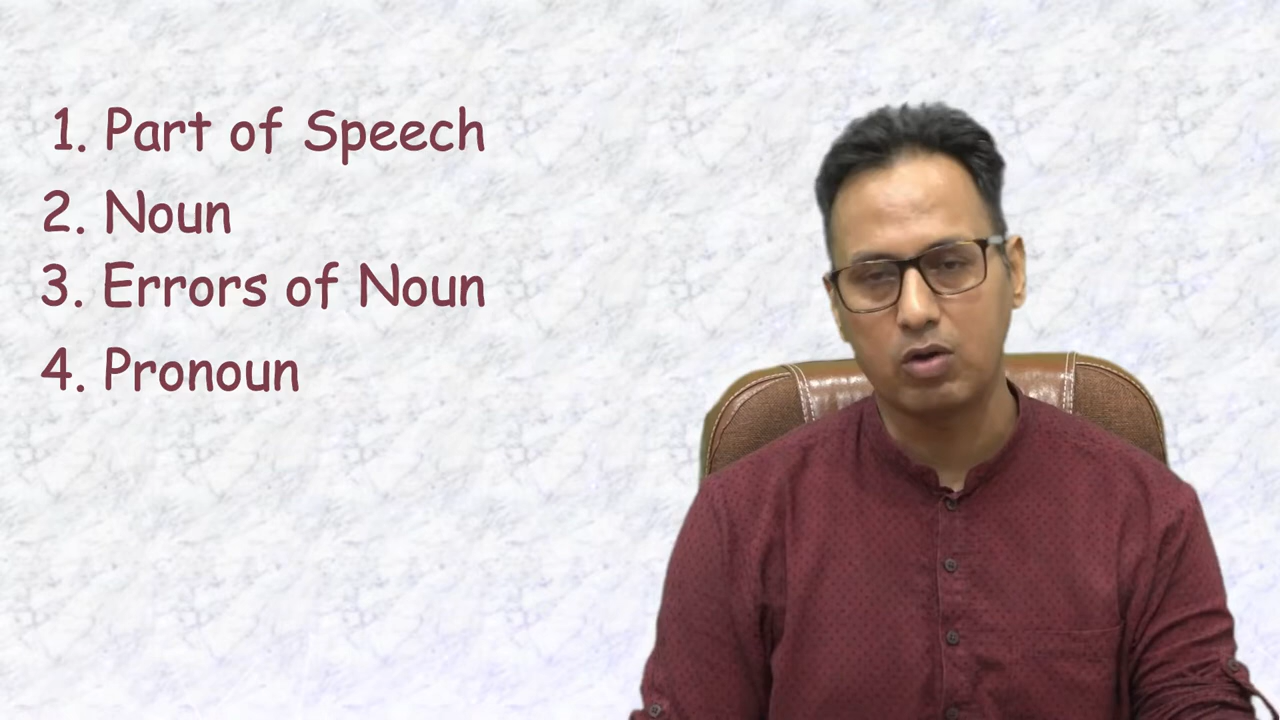 1. Part of Speech
2. Noun
3. Errors of Noun
4. Pronoun